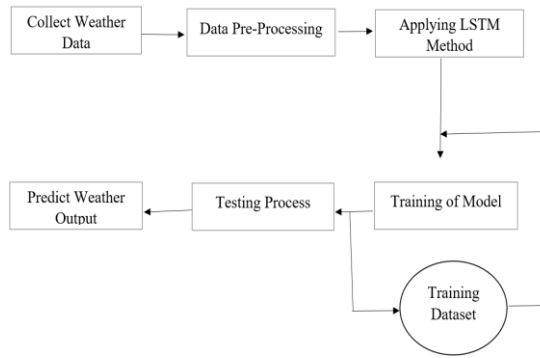 Collect Weather
Data
Data Pre-Processing
Applying LSTM
Method
Predict Weather
Output
Testing Process
Training of Model
Training
Dataset